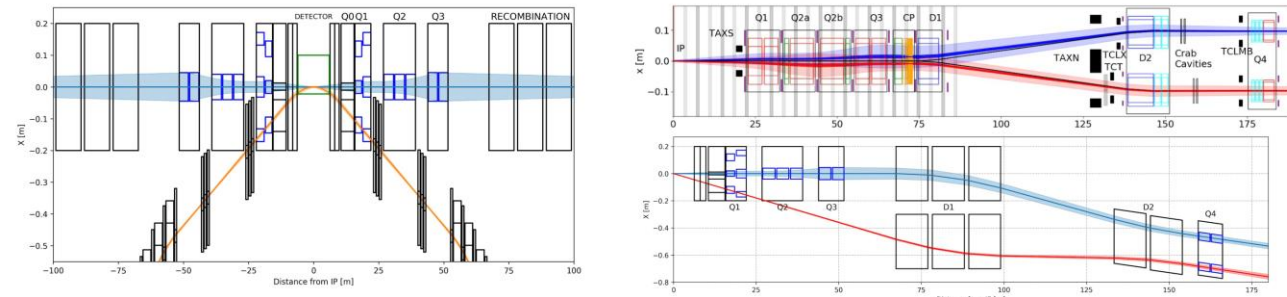 DETECTOR Q0Q1 Q2 Q3 RECOMBINATION
X [m]
0.2
0.1
0.0
−0.1
−0.2
−0.3
−0.4
−0.5
−100 −75 −50 −25 0 25 50 75 100
Distance from IP [m]
Q1 Q2a Q2b Q3 CP D1
TAXS
IP
TAXN
TCLX
TCT
D2
Crab
Cavities
TCLMB
Q4
x [m]
0.1
0.0
−0.1
0 25 50 75 100 125 150 175
X [m]
0.2
0.0
−0.2
−0.4
−0.6
−0.8
Q1 Q2 Q3 D1 D2 Q4
0 25 50 75 100 125 150 175